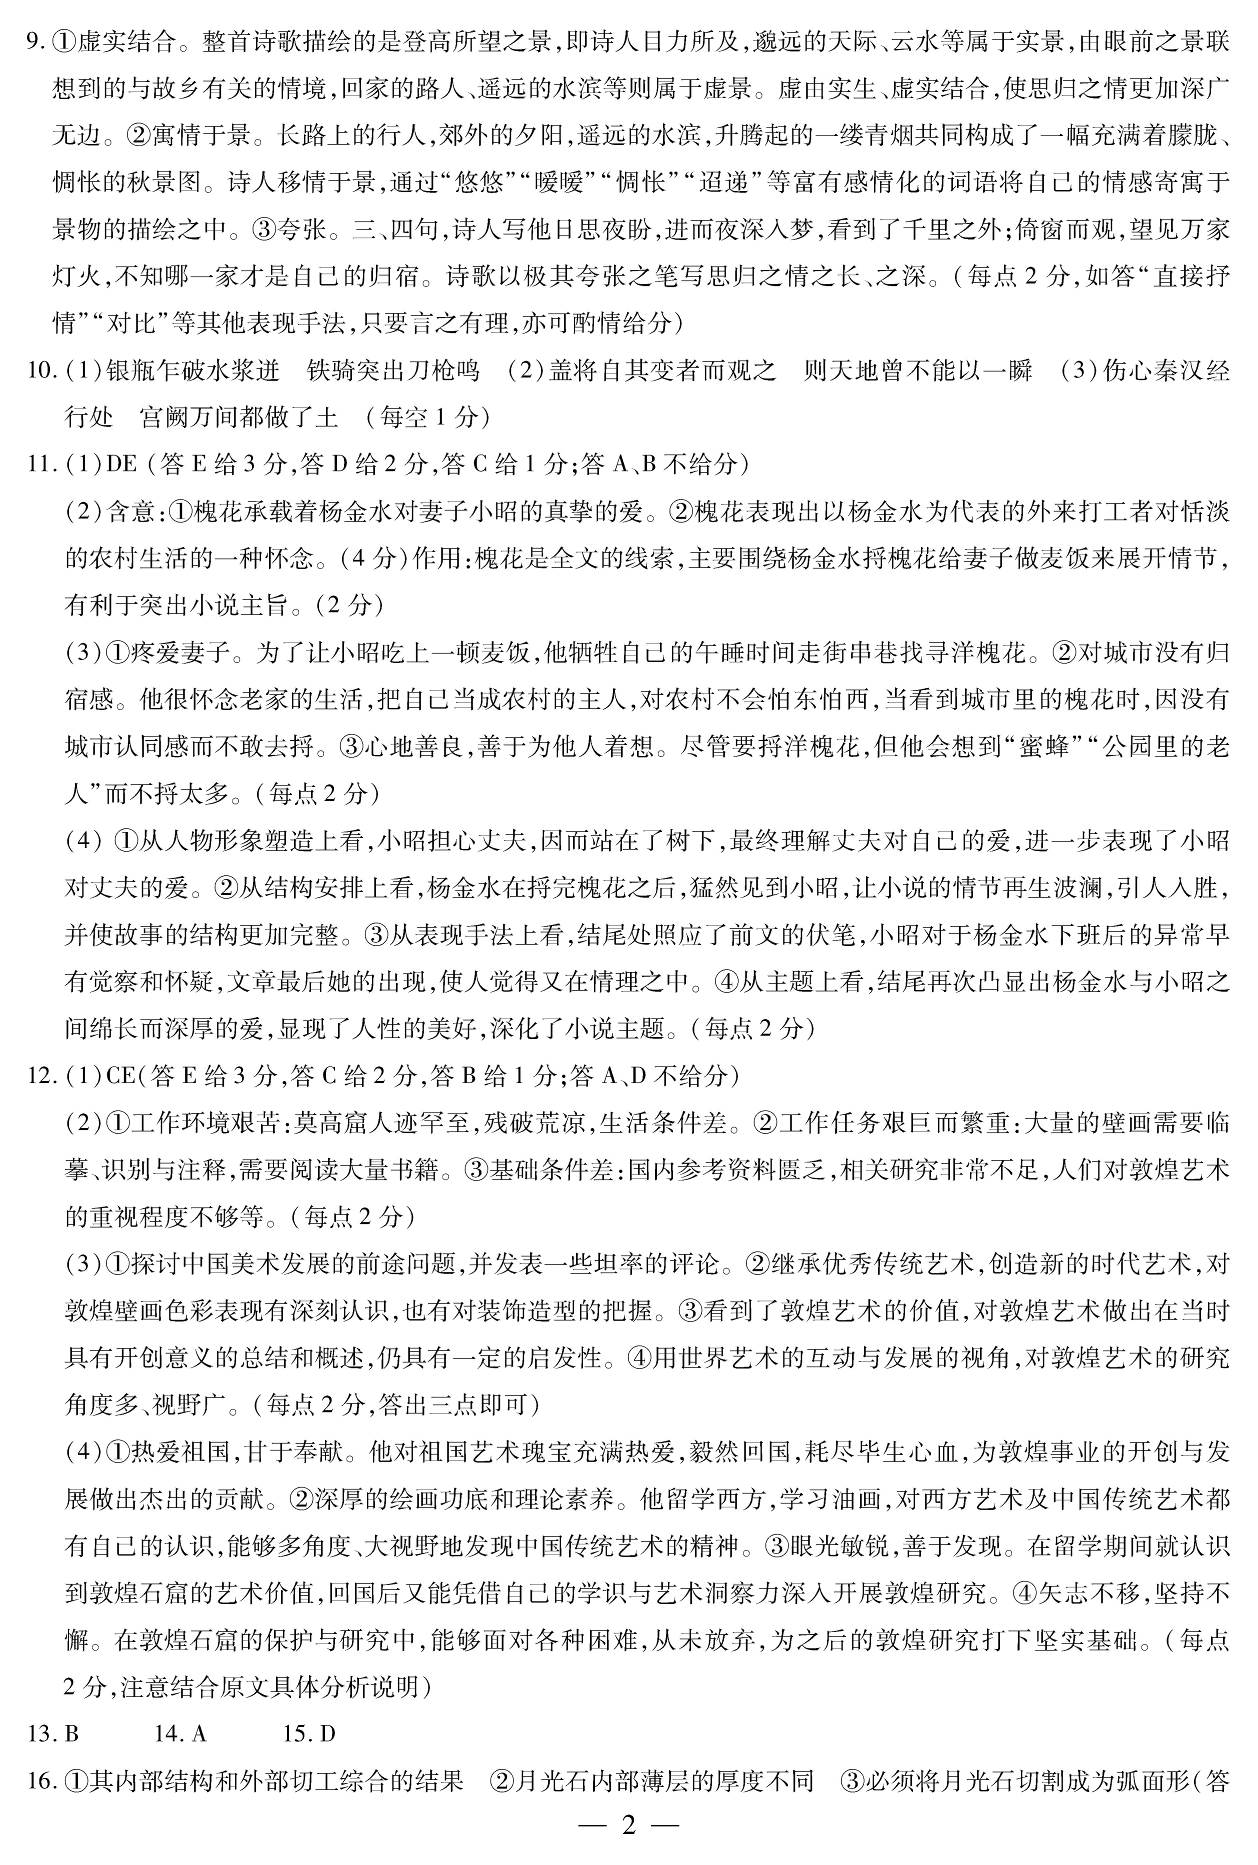 9. ①虚实结合。整首诗歌描绘的是登高所望之景,即诗人目力所及,邈远的天际、云水等属于实景,由眼前之景联
想到的与故乡有关的情境,回家的路人、遥远的水滨等则属于虚景。虚由实生、虚实结合,使思归之情更加深广
无边。②寓情于景。长路上的行人,郊外的夕阳,遥远的水滨,升腾起的一缕青烟共同构成了一幅充满着朦胧、
惆怅的秋景图。诗人移情于景,通过“悠悠”“暧暧”“惆怅”“迢递”等富有感情化的词语将自己的情感寄寓于
景物的描绘之中。③夸张。三、四句,诗人写他日思夜盼,进而夜深入梦,看到了千里之外;倚窗而观,望见万家
灯火,不知哪一家才是自己的归宿。诗歌以极其夸张之笔写思归之情之长、之深。(每点 2 分,如答“直接抒
情”“对比”等其他表现手法,只要言之有理,亦可酌情给分)
10. (1)银瓶乍破水浆迸　铁骑突出刀枪鸣　(2)盖将自其变者而观之　则天地曾不能以一瞬　(3)伤心秦汉经
行处　宫阙万间都做了土　(每空 1 分)
11. (1)DE (答 E 给 3 分,答 D 给 2 分,答 C 给 1 分;答 A、B 不给分)
(2)含意:①槐花承载着杨金水对妻子小昭的真挚的爱。②槐花表现出以杨金水为代表的外来打工者对恬淡
的农村生活的一种怀念。(4 分)作用:槐花是全文的线索,主要围绕杨金水捋槐花给妻子做麦饭来展开情节,
有利于突出小说主旨。(2 分)
(3)①疼爱妻子。为了让小昭吃上一顿麦饭,他牺牲自己的午睡时间走街串巷找寻洋槐花。②对城市没有归
宿感。他很怀念老家的生活,把自己当成农村的主人,对农村不会怕东怕西,当看到城市里的槐花时,因没有
城市认同感而不敢去捋。③心地善良,善于为他人着想。尽管要捋洋槐花,但他会想到“蜜蜂”“公园里的老
人”而不捋太多。(每点 2 分)
(4) ①从人物形象塑造上看,小昭担心丈夫,因而站在了树下,最终理解丈夫对自己的爱,进一步表现了小昭
对丈夫的爱。②从结构安排上看,杨金水在捋完槐花之后,猛然见到小昭,让小说的情节再生波澜,引人入胜,
并使故事的结构更加完整。③从表现手法上看,结尾处照应了前文的伏笔,小昭对于杨金水下班后的异常早
有觉察和怀疑,文章最后她的出现,使人觉得又在情理之中。④从主题上看,结尾再次凸显出杨金水与小昭之
间绵长而深厚的爱,显现了人性的美好,深化了小说主题。(每点 2 分)
12. (1)CE(答 E 给 3 分,答 C 给 2 分,答 B 给 1 分;答 A、D 不给分)
(2)①工作环境艰苦:莫高窟人迹罕至,残破荒凉,生活条件差。②工作任务艰巨而繁重:大量的壁画需要临
摹、识别与注释,需要阅读大量书籍。③基础条件差:国内参考资料匮乏,相关研究非常不足,人们对敦煌艺术
的重视程度不够等。(每点 2 分)
(3)①探讨中国美术发展的前途问题,并发表一些坦率的评论。②继承优秀传统艺术,创造新的时代艺术,对
敦煌壁画色彩表现有深刻认识,也有对装饰造型的把握。③看到了敦煌艺术的价值,对敦煌艺术做出在当时
具有开创意义的总结和概述,仍具有一定的启发性。④用世界艺术的互动与发展的视角,对敦煌艺术的研究
角度多、视野广。(每点 2 分,答出三点即可)
(4)①热爱祖国,甘于奉献。他对祖国艺术瑰宝充满热爱,毅然回国,耗尽毕生心血,为敦煌事业的开创与发
展做出杰出的贡献。②深厚的绘画功底和理论素养。他留学西方,学习油画,对西方艺术及中国传统艺术都
有自己的认识,能够多角度、大视野地发现中国传统艺术的精神。③眼光敏锐,善于发现。在留学期间就认识
到敦煌石窟的艺术价值,回国后又能凭借自己的学识与艺术洞察力深入开展敦煌研究。④矢志不移,坚持不
懈。在敦煌石窟的保护与研究中,能够面对各种困难,从未放弃,为之后的敦煌研究打下坚实基础。(每点
2 分,注意结合原文具体分析说明)
13. B　　14. A　　15. D
16. ①其内部结构和外部切工综合的结果　②月光石内部薄层的厚度不同　③必须将月光石切割成为弧面形(答
— 2 —